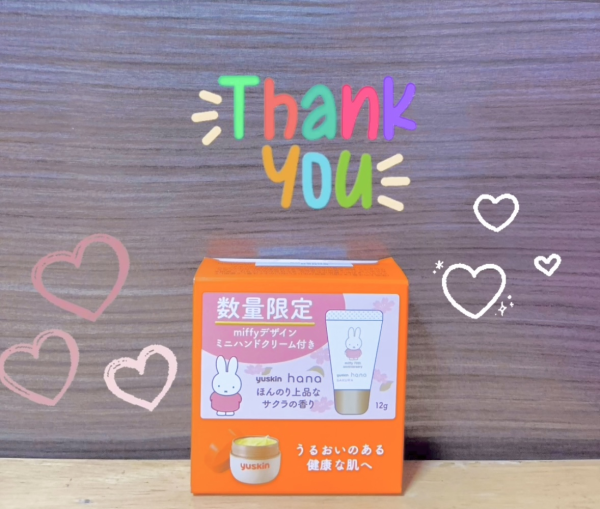 Thank
You
数量限定
miffyデザイン
ミニハンドクリーム付き
yuskin hana
ほんのり上品な
サクラの香り
yuskin hana
12g
yuskin
うるおいのある
健康な肌へ